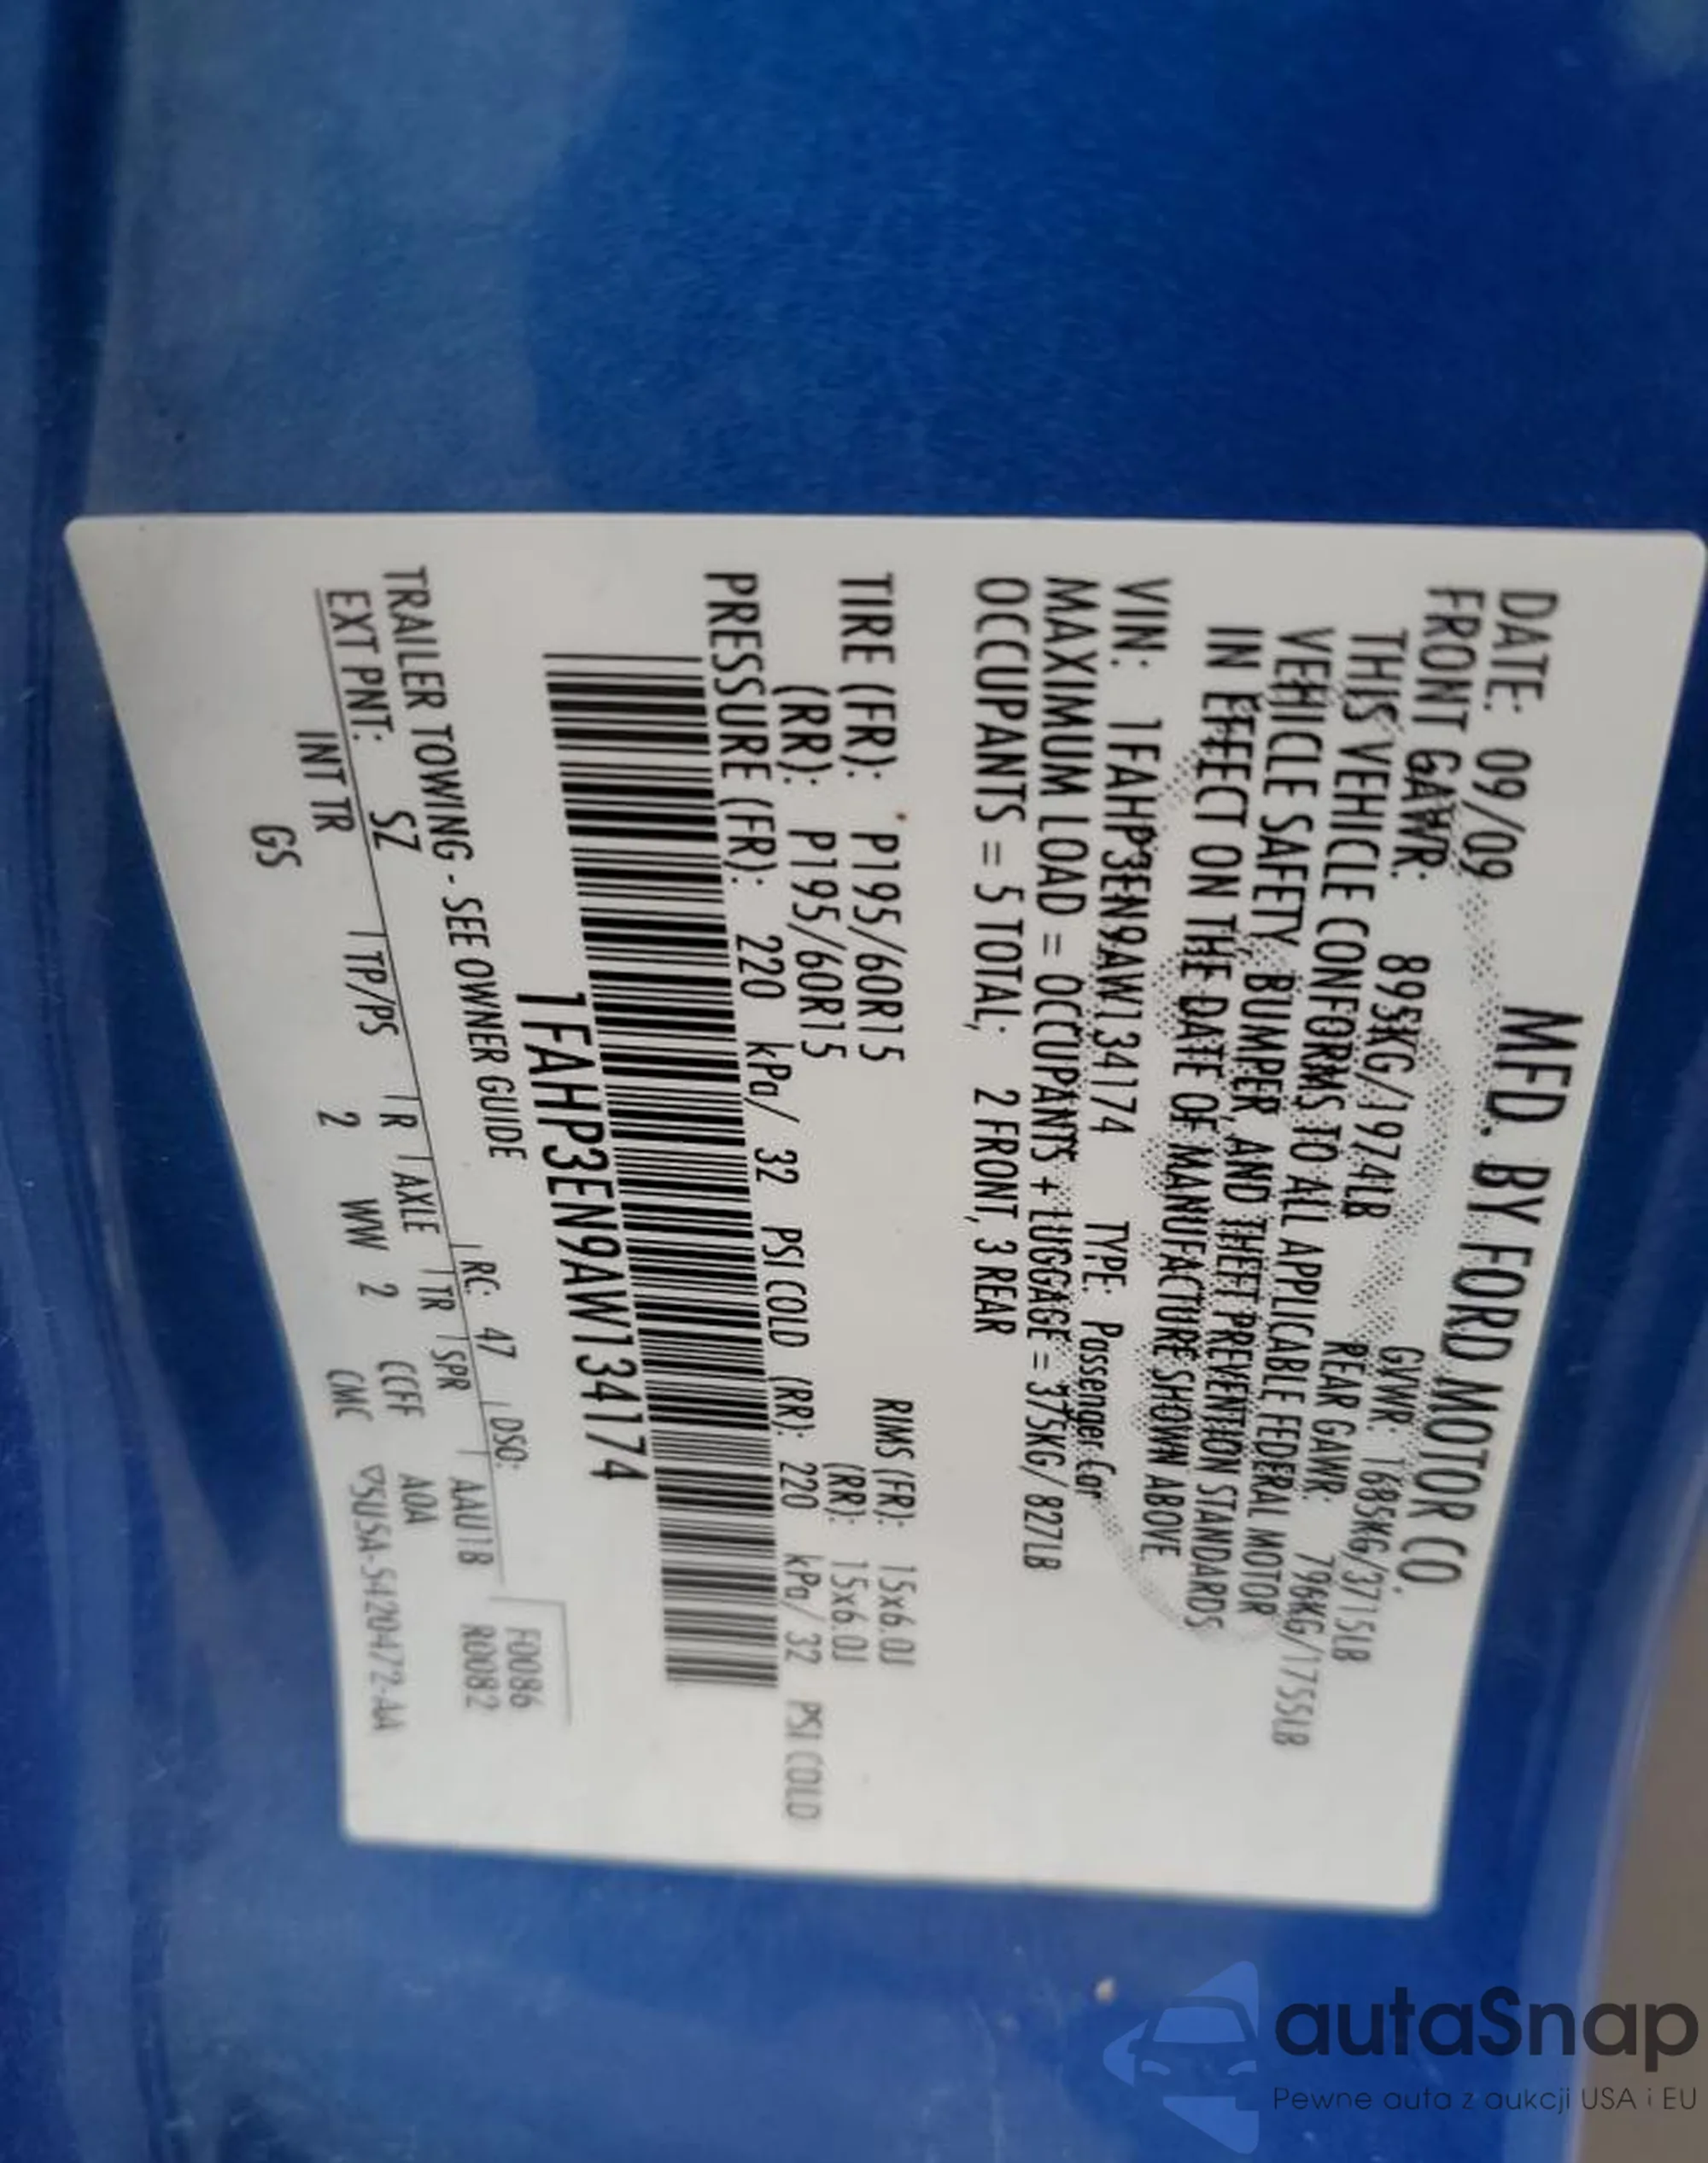 MFD. BY FORD MOTOR CO.
DATE: 09/09 GVWR: 1685KG/3715LB
FRONT GAWR: 895KG/1974LB REAR GAWR: 796KG/1755LB
THIS VEHICLE CONFORMS TO ALL APPLICABLE FEDERAL MOTOR
VEHICLE SAFETY, BUMPER, AND THEFT PREVENTION STANDARDS
IN EFFECT ON THE DATE OF MANUFACTURE SHOWN ABOVE.
VIN: 1FAHP3EN9AW134174 TYPE: Passenger Car
MAXIMUM LOAD = OCCUPANTS + LUGGAGE = 375KG/827LB
OCCUPANTS = 5 TOTAL; 2 FRONT, 3 REAR
TIRE (FR): P195/60R15 RIMS (FR): 15x6.0J
(RR): P195/60R15 (RR): 15x6.0J
PRESSURE (FR): 220 kPa/ 32 PSI COLD (RR): 220 kPa/ 32 PSI COLD
1FAHP3EN9AW134174
F0086
R0082
TRAILER TOWING - SEE OWNER GUIDE
EXT PNT: SZ RC: 47 DSO:
INT TR TP/PS R AXLE TR SPR AAU1B
GS 2 WW 2 CCFF AOA
CMC ▽5U5A-5420472-AA
autaSnap
Pewne auta z aukcji USA i EU